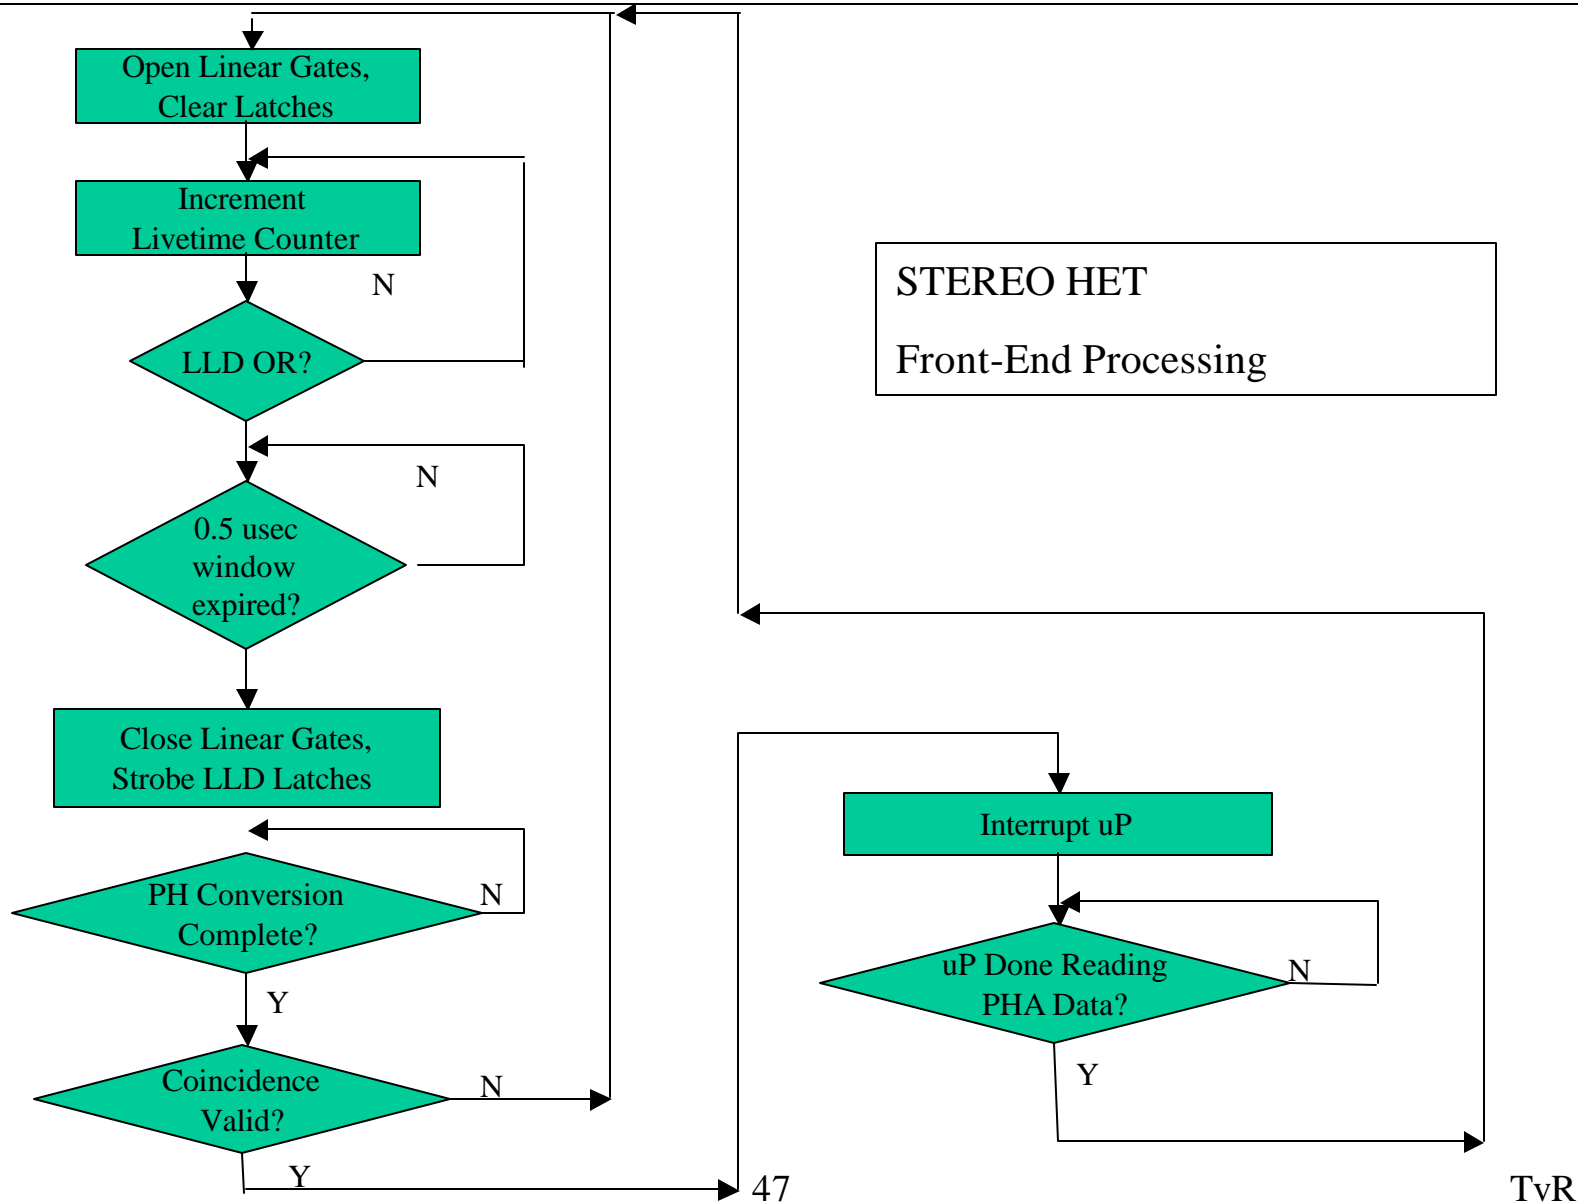 Open Linear Gates,
Clear Latches
Increment
Livetime Counter
N
LLD OR?
N
0.5 usec
window
expired?
Close Linear Gates,
Strobe LLD Latches
PH Conversion
Complete?
N
Y
Coincidence
Valid?
N
Y
STEREO HET
Front-End Processing
Interrupt uP
uP Done Reading
PHA Data?
N
Y
47
TvR